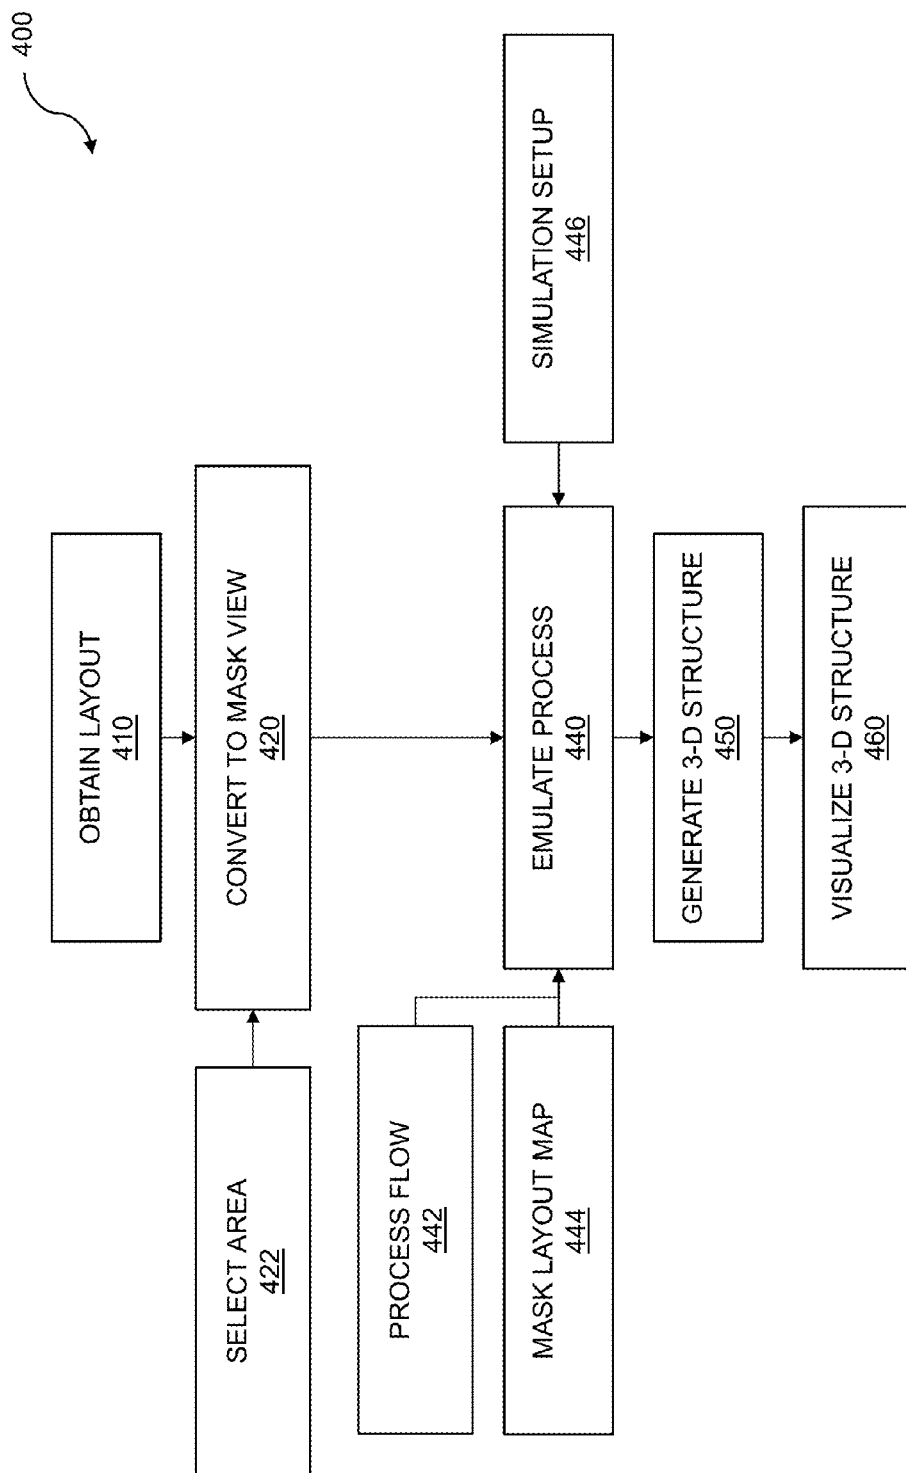 400
OBTAIN LAYOUT
410
SELECT AREA
422
CONVERT TO MASK VIEW
420
PROCESS FLOW
442
MASK LAYOUT MAP
444
EMULATE PROCESS
440
SIMULATION SETUP
446
GENERATE 3-D STRUCTURE
450
VISUALIZE 3-D STRUCTURE
460